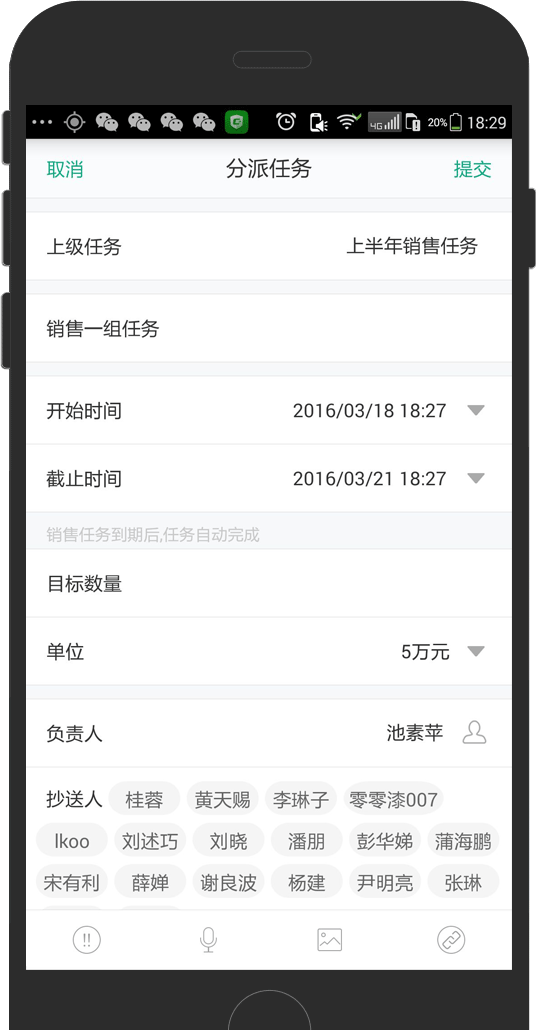 4G 20% 18:29
取消 分派任务 提交
上级任务 上半年销售任务
销售一组任务
开始时间 2016/03/18 18:27
截止时间 2016/03/21 18:27
销售任务到期后,任务自动完成
目标数量
单位 5万元
负责人 池素苹
抄送人 桂蓉 黄天赐 李琳子 零零漆007
lkoo 刘述巧 刘晓 潘朋 彭华娣 蒲海鹏
宋有利 薛婵 谢良波 杨建 尹明亮 张琳